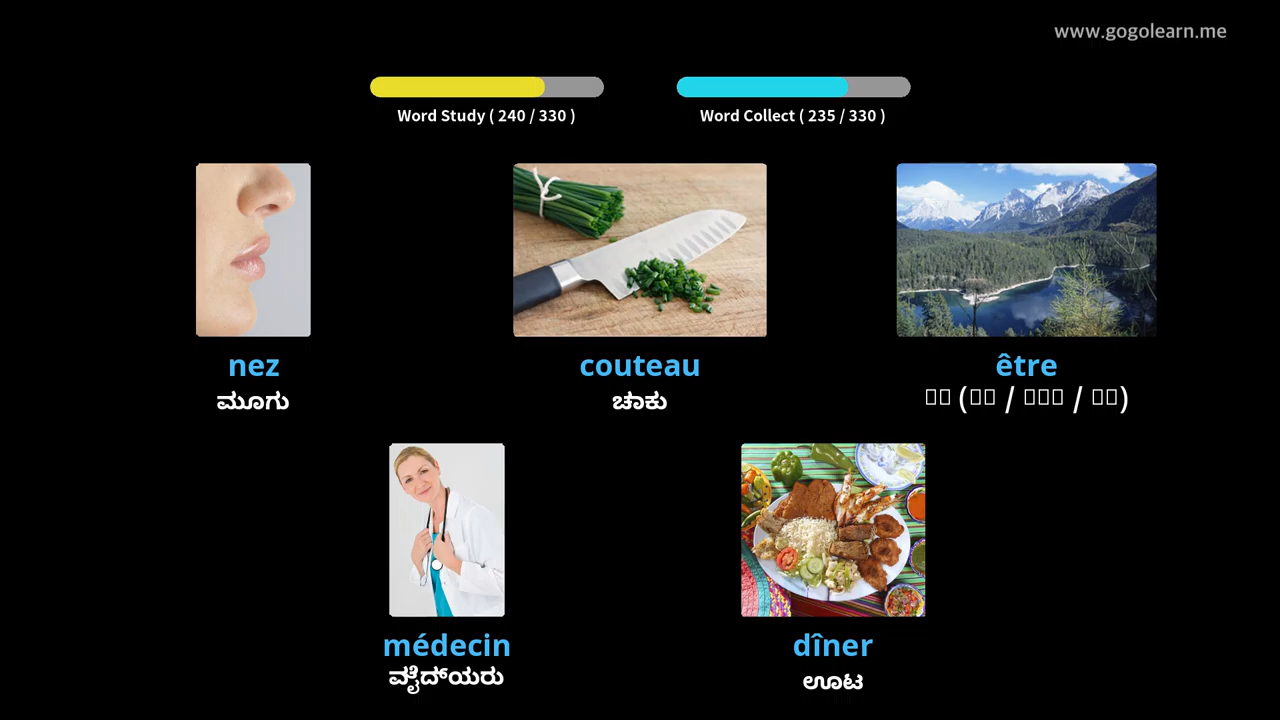 www.gogolearn.me
Word Study ( 240 / 330 )
Word Collect ( 235 / 330 )
nez
ಮೂಗು
couteau
ಚಾಕು
être
médecin
ವೈದ್ಯರು
dîner
ಊಟ